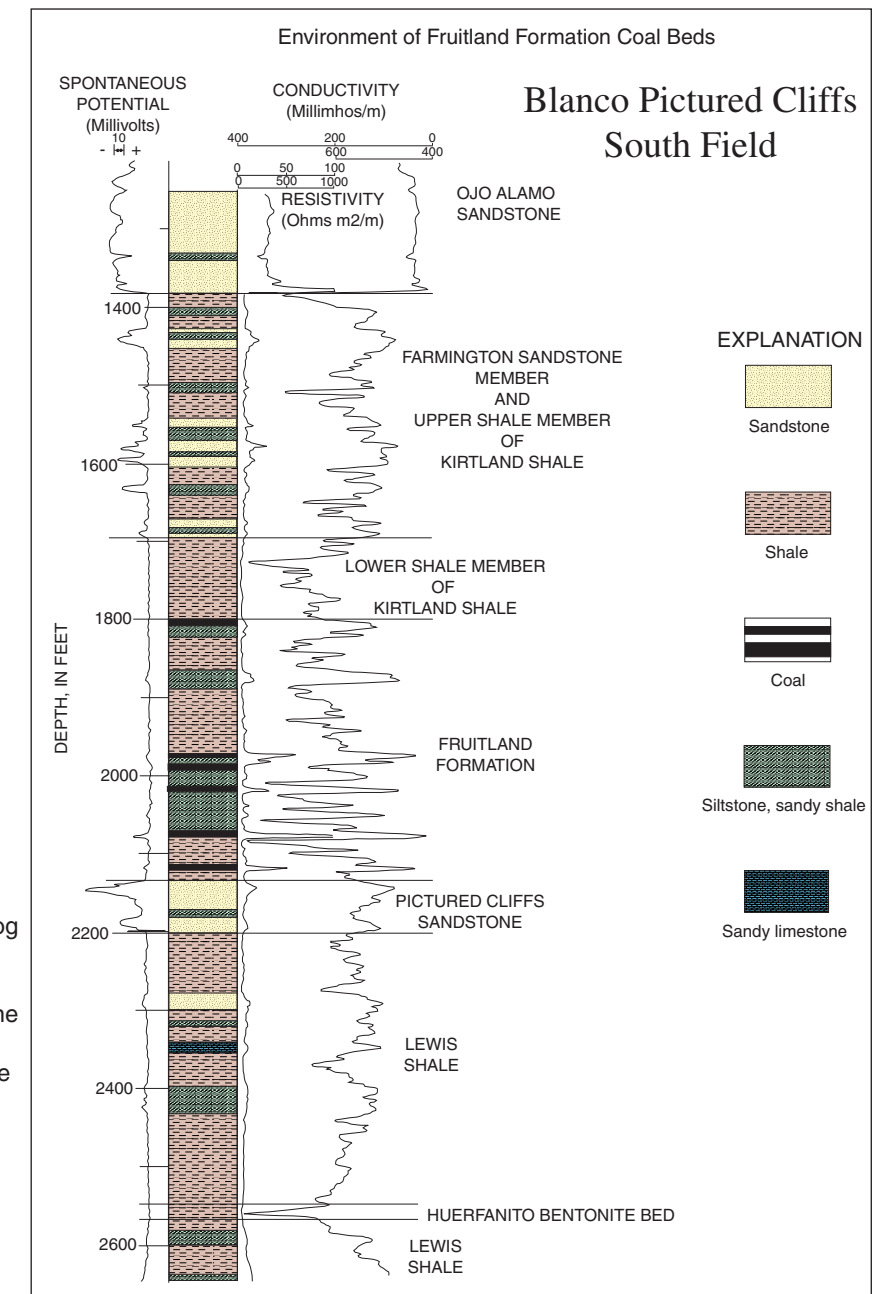 Environment of Fruitland Formation Coal Beds
Blanco Pictured Cliffs
South Field
SPONTANEOUS
POTENTIAL
(Millivolts)
10
- +
CONDUCTIVITY
(Millimhos/m)
400 200 0
600 400
0 50 100
0 500 1000
RESISTIVITY
(Ohms m2/m)
OJO ALAMO
SANDSTONE
1400
FARMINGTON SANDSTONE
MEMBER
AND
UPPER SHALE MEMBER
OF
KIRTLAND SHALE
1600
LOWER SHALE MEMBER
OF
KIRTLAND SHALE
1800
DEPTH, IN FEET
FRUITLAND
FORMATION
2000
PICTURED CLIFFS
SANDSTONE
2200
LEWIS
SHALE
2400
HUERFANITO BENTONITE BED
2600
LEWIS
SHALE
EXPLANATION
Sandstone
Shale
Coal
Siltstone, sandy shale
Sandy limestone
og